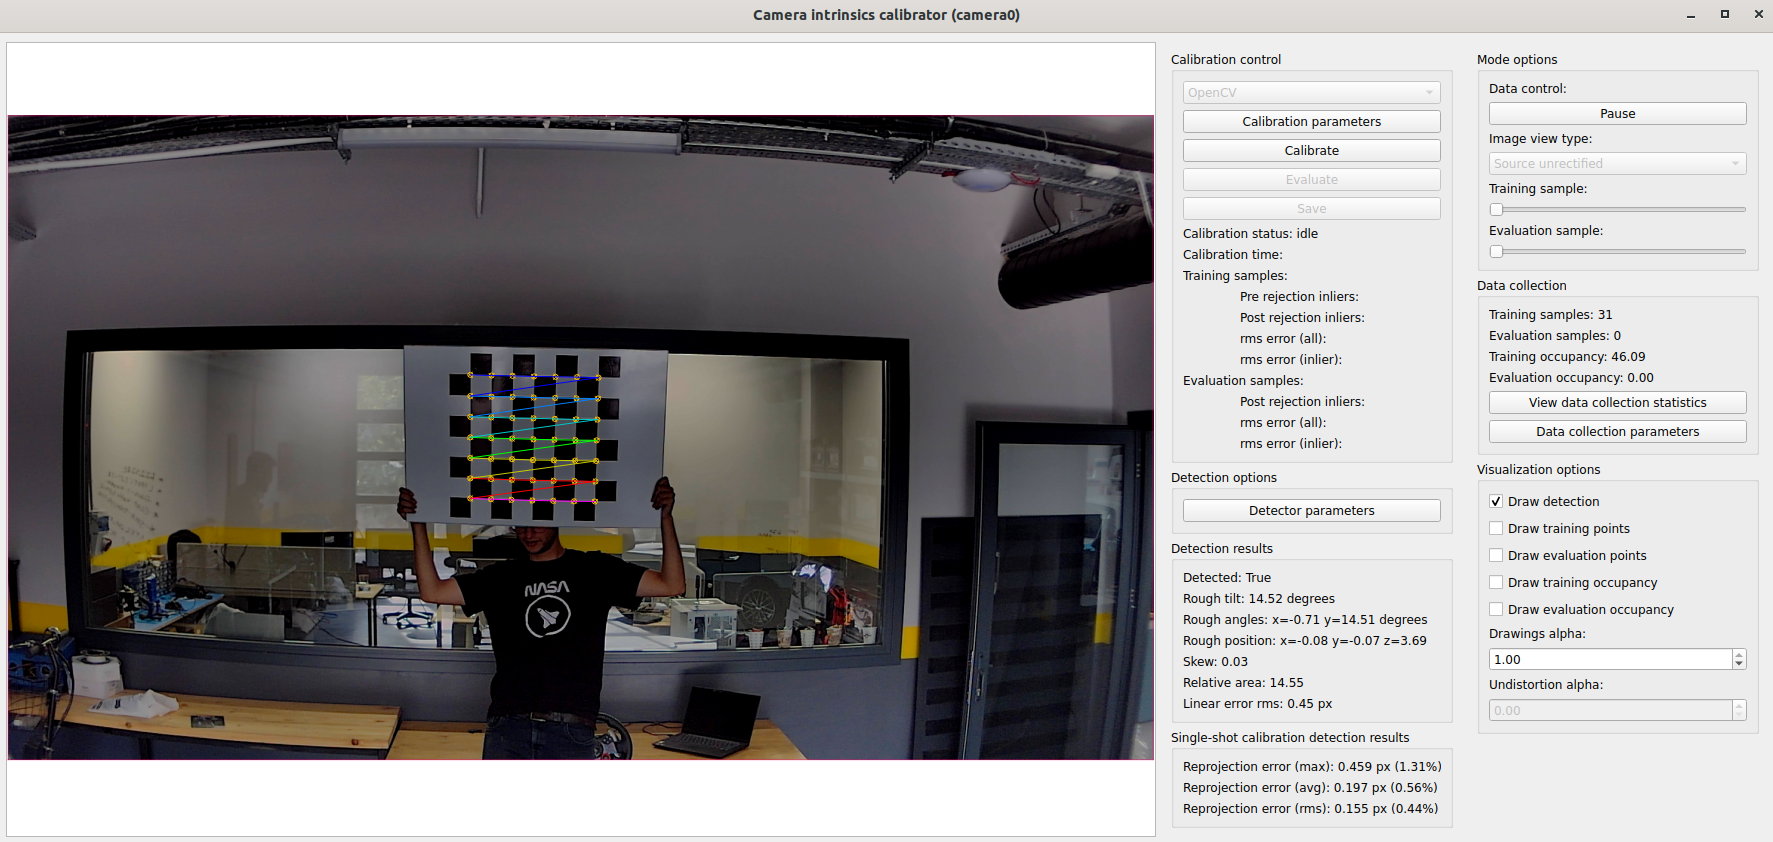 Camera intrinsics calibrator (camera0)
Calibration control
OpenCV
Calibration parameters
Calibrate
Evaluate
Save
Calibration status: idle
Calibration time:
Training samples:
Pre rejection inliers:
Post rejection inliers:
rms error (all):
rms error (inlier):
Evaluation samples:
Post rejection inliers:
rms error (all):
rms error (inlier):
Detection options
Detector parameters
Detection results
Detected: True
Rough tilt: 14.52 degrees
Rough angles: x=-0.71 y=14.51 degrees
Rough position: x=-0.08 y=-0.07 z=3.69
Skew: 0.03
Relative area: 14.55
Linear error rms: 0.45 px
Single-shot calibration detection results
Reprojection error (max): 0.459 px (1.31%)
Reprojection error (avg): 0.197 px (0.56%)
Reprojection error (rms): 0.155 px (0.44%)
Mode options
Data control:
Pause
Image view type:
Source unrectified
Training sample:
Evaluation sample:
Data collection
Training samples: 31
Evaluation samples: 0
Training occupancy: 46.09
Evaluation occupancy: 0.00
View data collection statistics
Data collection parameters
Visualization options
Draw detection
Draw training points
Draw evaluation points
Draw training occupancy
Draw evaluation occupancy
Drawings alpha:
1.00
Undistortion alpha:
0.00
NASA